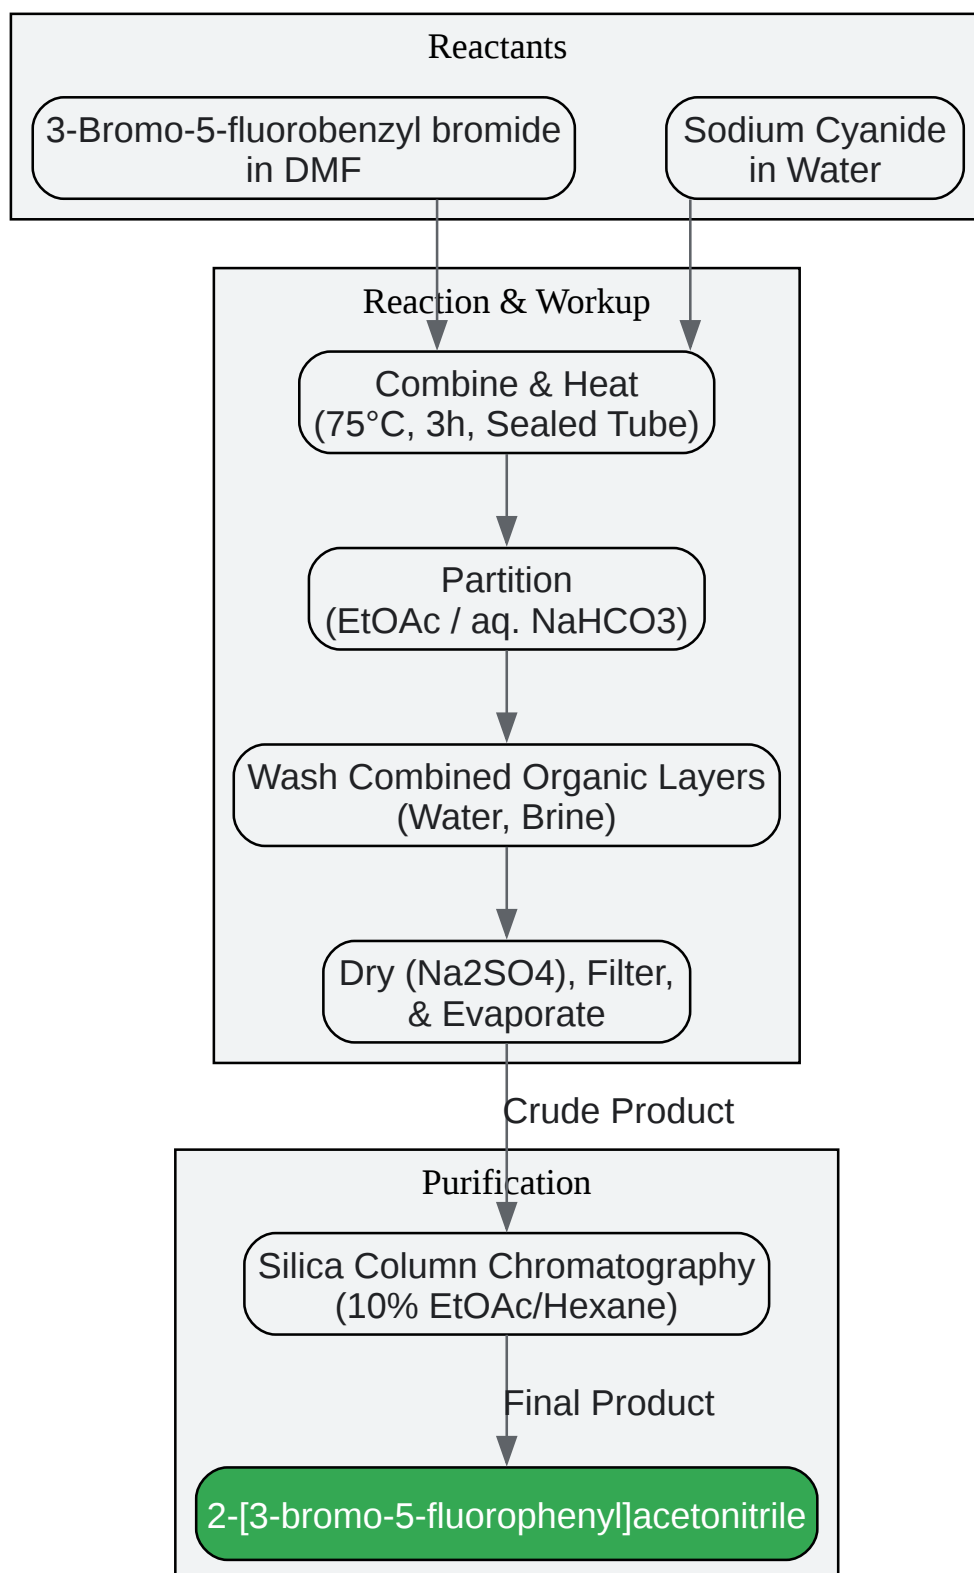 Reactants
3-Bromo-5-fluorobenzyl bromide
in DMF
Sodium Cyanide
in Water
Reaction & Workup
Combine & Heat
(75°C, 3h, Sealed Tube)
Partition
(EtOAc / aq. NaHCO3)
Wash Combined Organic Layers
(Water, Brine)
Dry (Na2SO4), Filter,
& Evaporate
Crude Product
Purification
Silica Column Chromatography
(10% EtOAc/Hexane)
Final Product
2-[3-bromo-5-fluorophenyl]acetonitrile